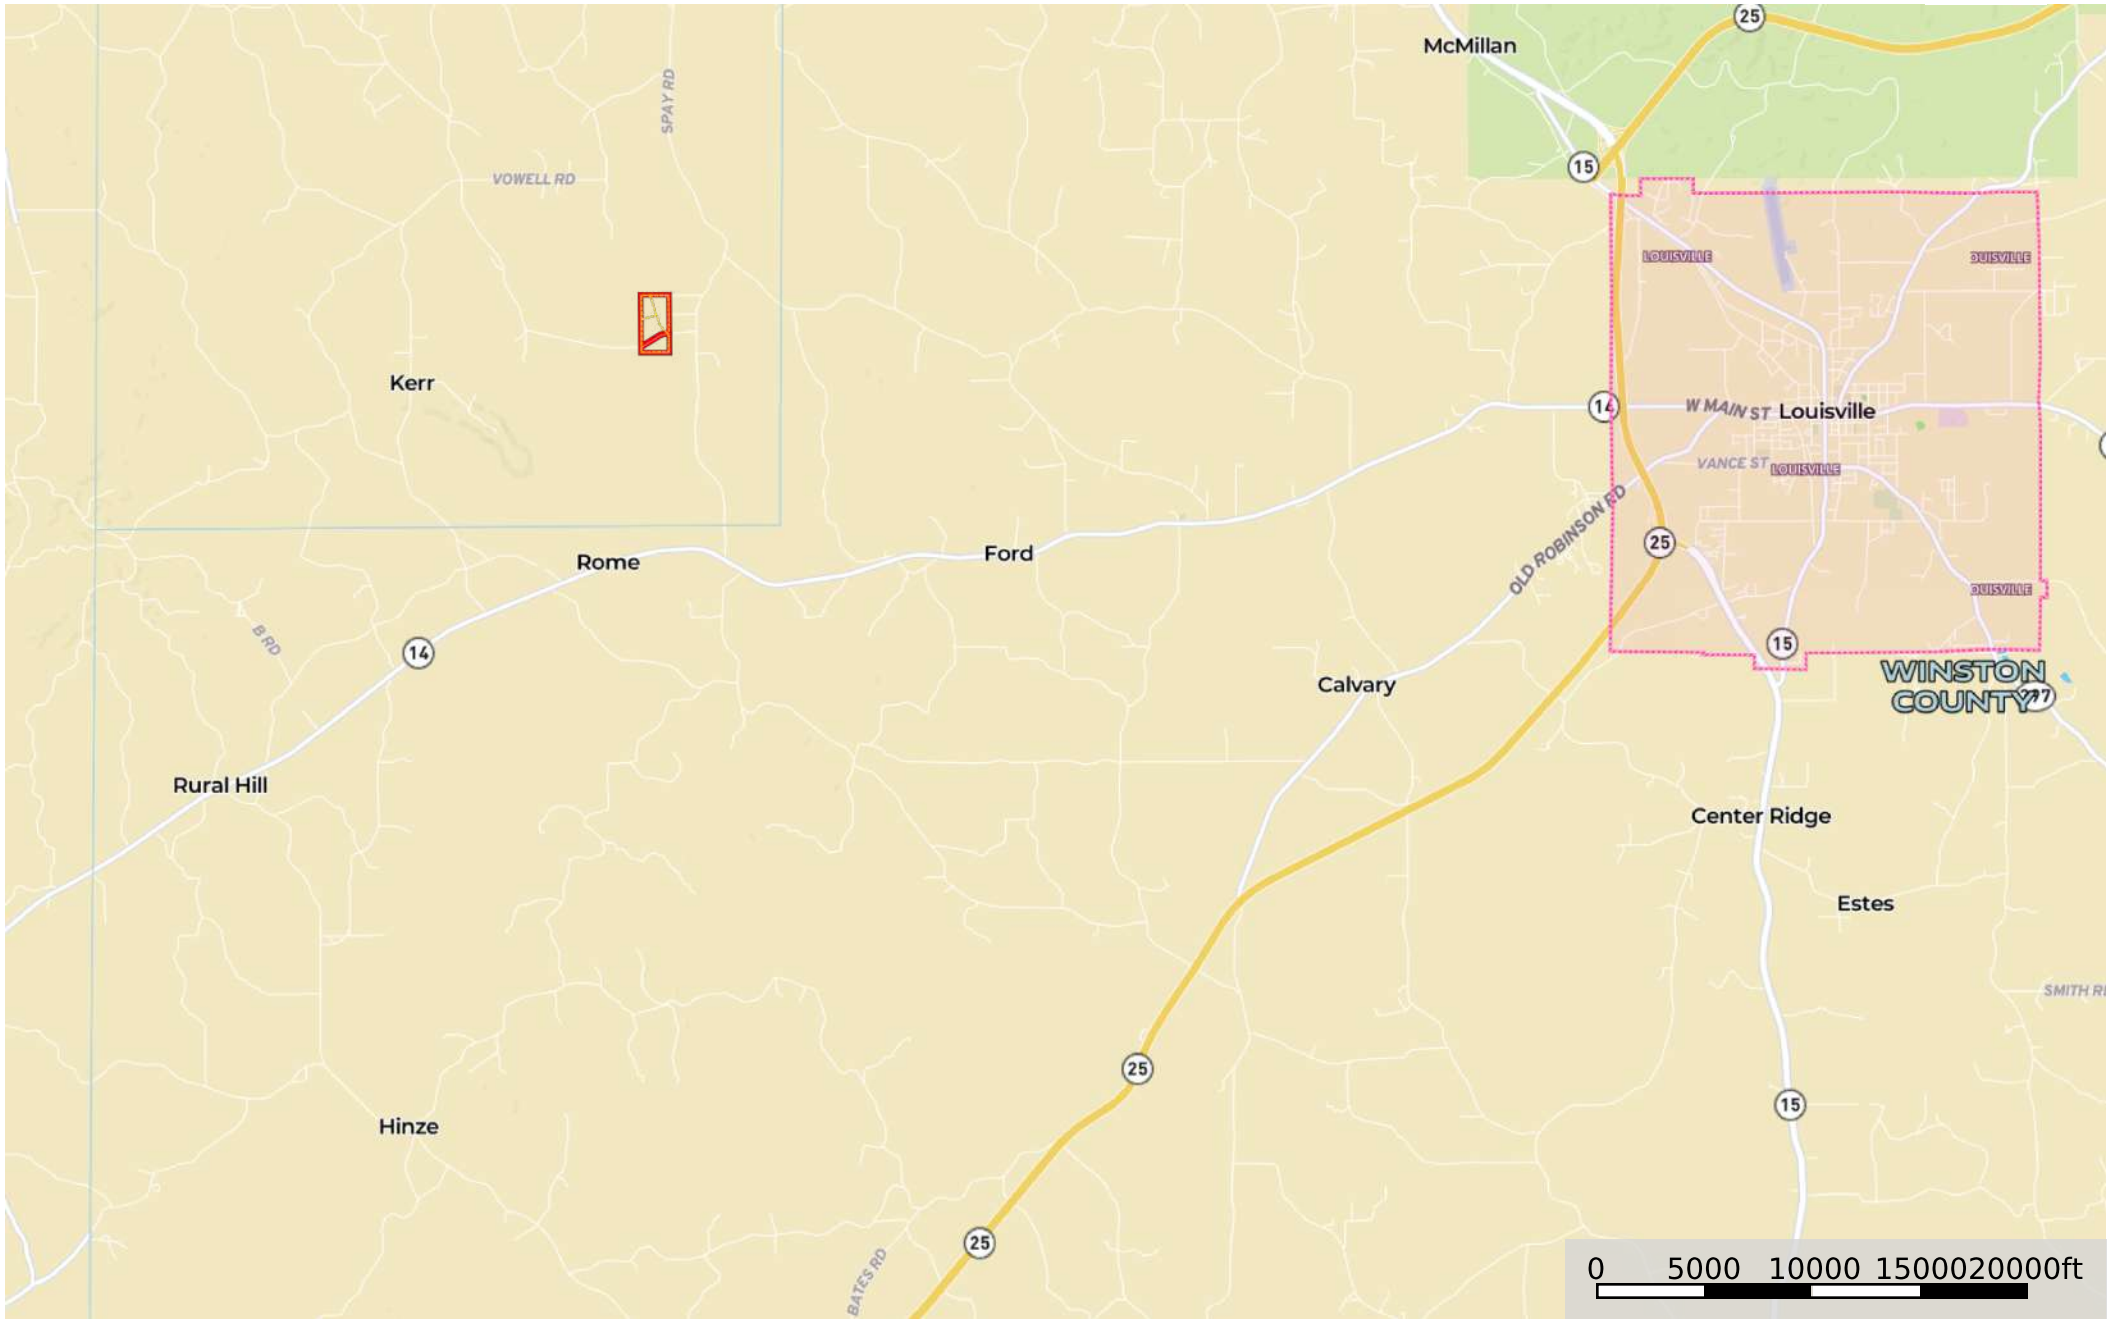 25
McMillan
SPAY RD
15
VOWELL RD
LOUISVILLE
OUISVILLE
Kerr
14
W MAIN ST
Louisville
VANCE ST
LOUISVILLE
OLD ROBINSON RD
25
Ford
Rome
OUISVILLE
B RD
14
15
WINSTON
COUNTY
Calvary
Rural Hill
Center Ridge
Estes
SMITH R
25
15
Hinze
25
BATES RD
0 5000 10000 15000 20000ft